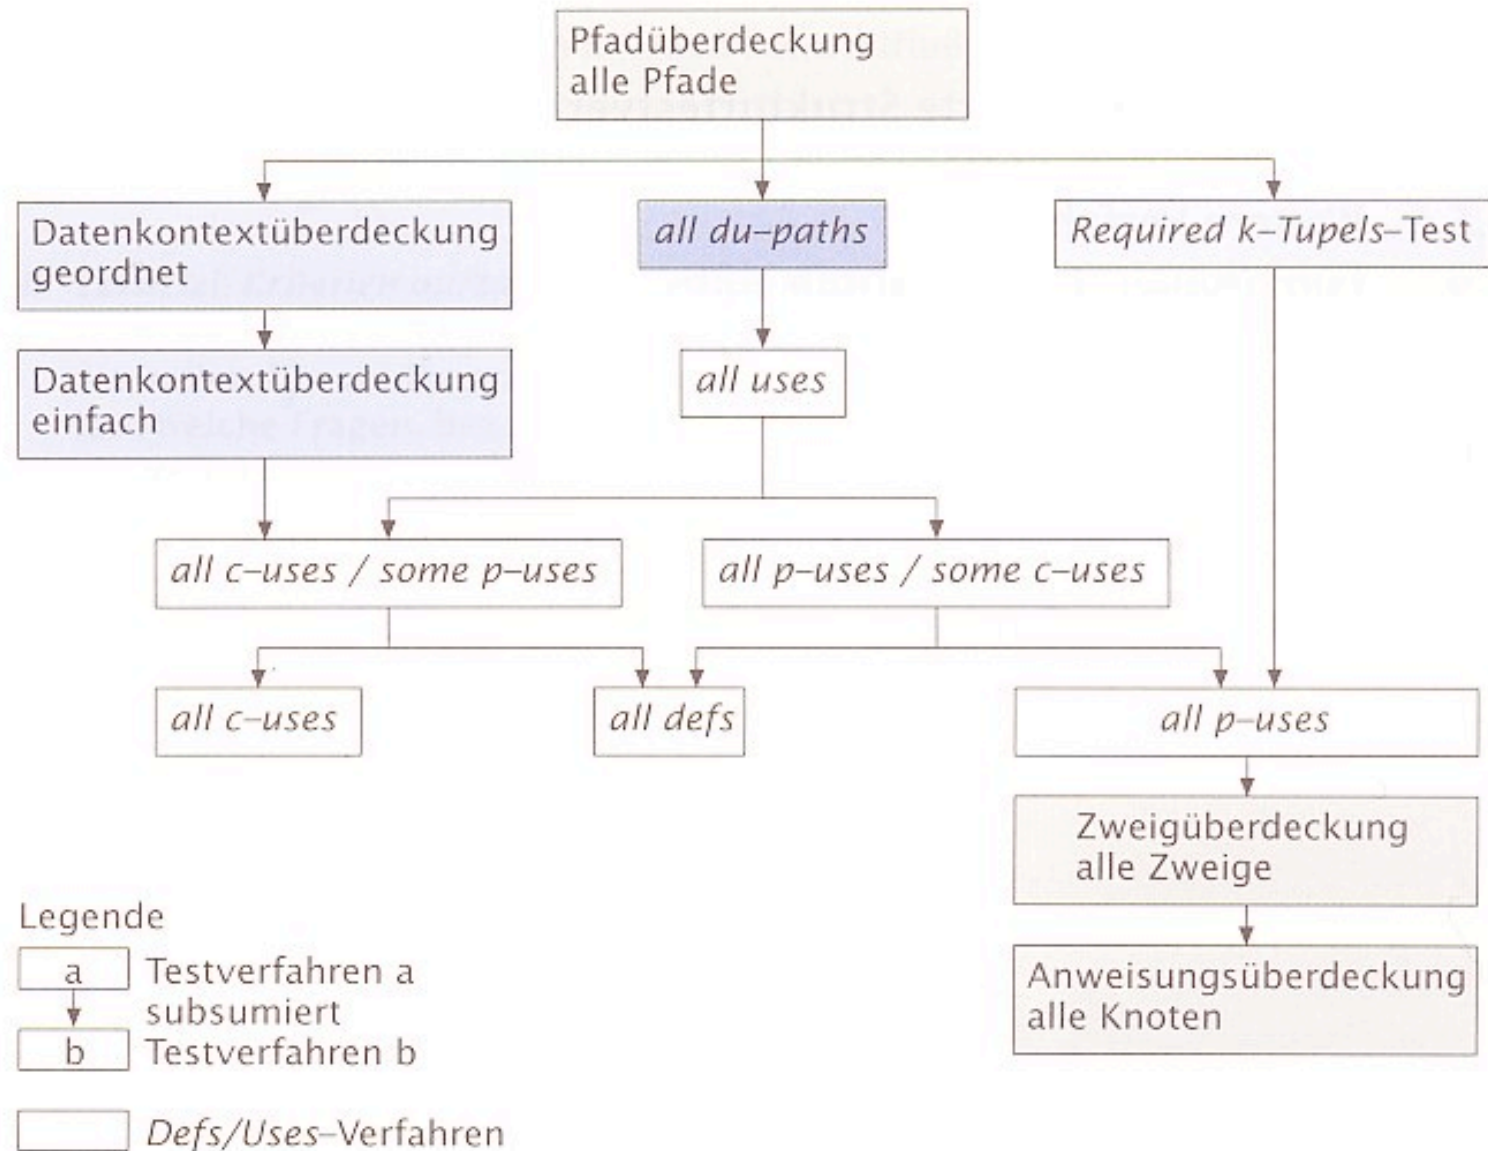 Pfadüberdeckung
alle Pfade
Datenkontextüberdeckung
geordnet
all du–paths
Required k–Tupels–Test
Datenkontextüberdeckung
einfach
all uses
all c–uses / some p–uses
all p–uses / some c–uses
all c–uses
all defs
all p–uses
Zweigüberdeckung
alle Zweige
Anweisungsüberdeckung
alle Knoten
Legende
a
Testverfahren a
subsumiert
b
Testverfahren b
Defs/Uses–Verfahren